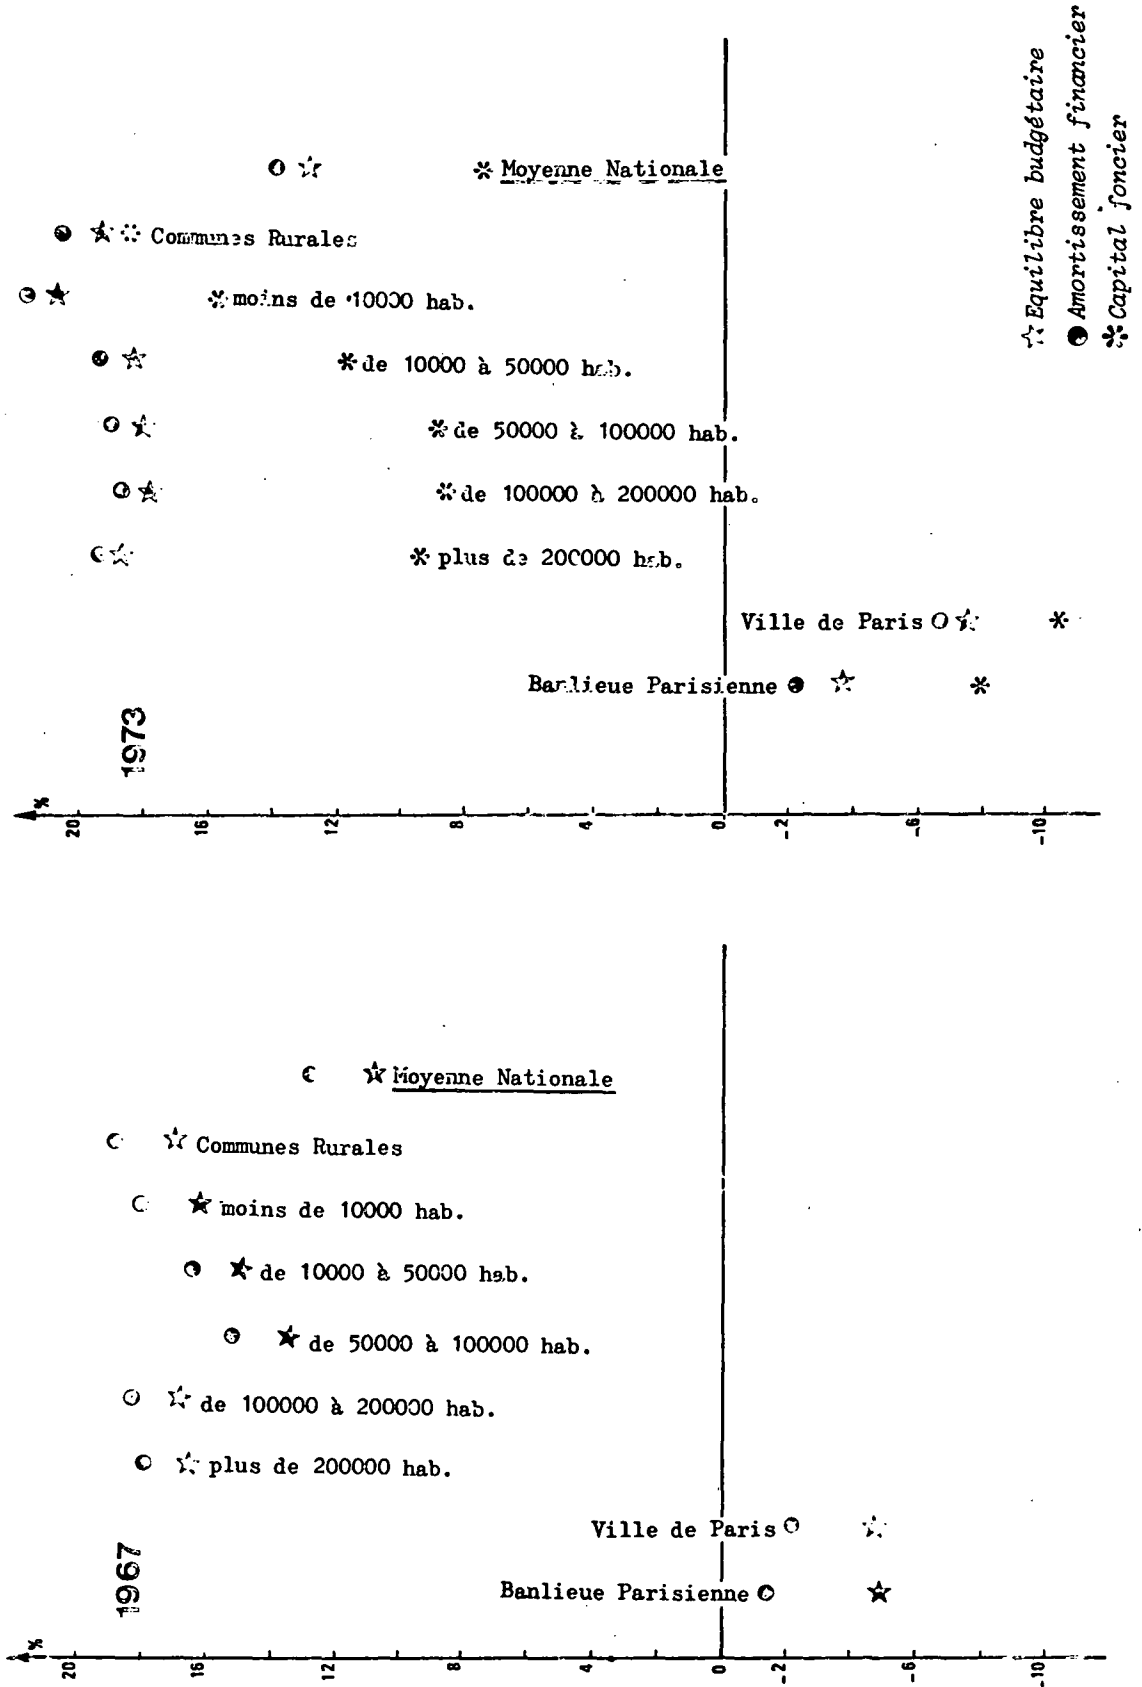 ☆ Equilibre budgétaire
● Amortissement financier
* Capital foncier
Moyenne Nationale
Communes Rurales
moins de 10000 hab.
de 10000 à 50000 hab.
de 50000 à 100000 hab.
de 100000 à 200000 hab.
plus de 200000 hab.
Ville de Paris
Banlieue Parisienne
1973
%
20 16 12 8 4 0 -2 -6 -10
Moyenne Nationale
Communes Rurales
moins de 10000 hab.
de 10000 à 50000 hab.
de 50000 à 100000 hab.
de 100000 à 200000 hab.
plus de 200000 hab.
Ville de Paris
Banlieue Parisienne
1967
%
20 16 12 8 4 0 -2 -6 -10